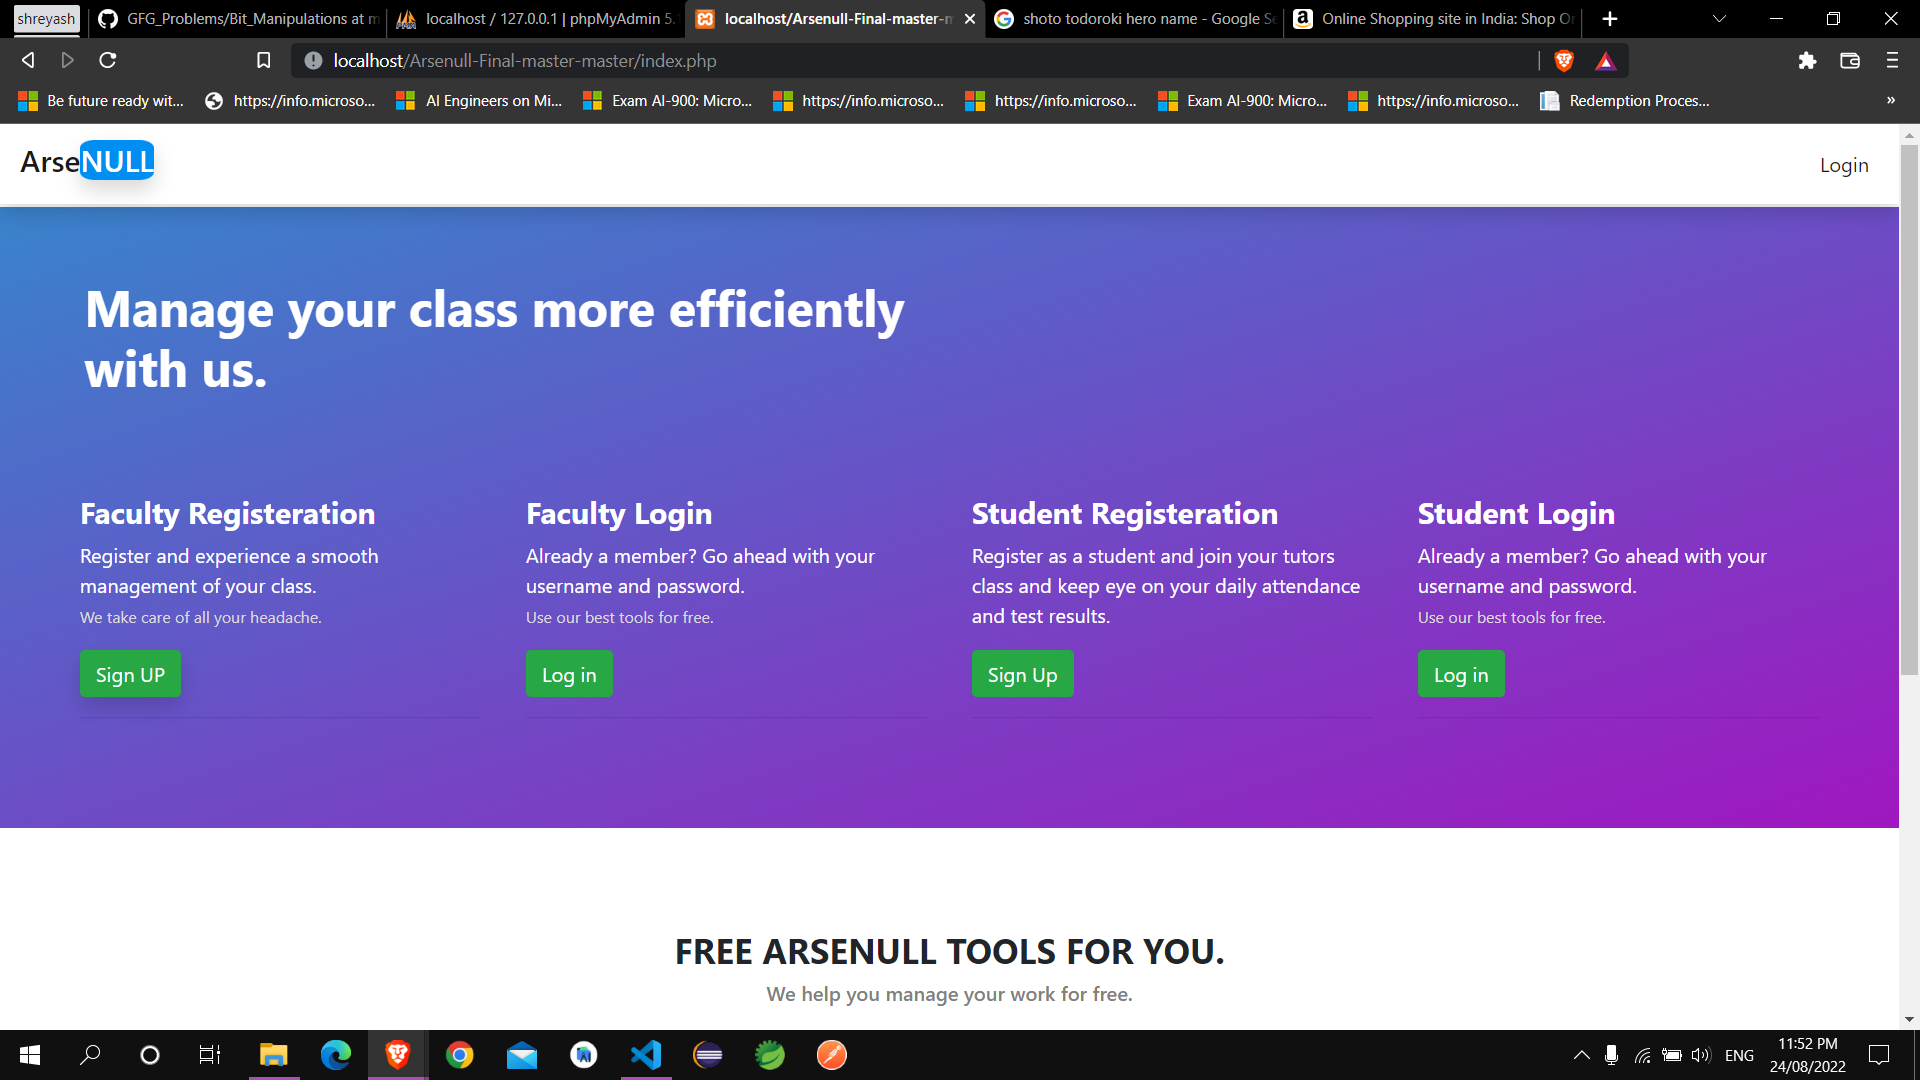 shreyash
GFG_Problems/Bit_Manipulations at m
localhost / 127.0.0.1 | phpMyAdmin 5.
localhost/Arsenull-Final-master-m
shoto todoroki hero name - Google Se
Online Shopping site in India: Shop On
localhost/Arsenull-Final-master-master/index.php
Be future ready wit...
https://info.microso...
AI Engineers on Mi...
Exam AI-900: Micro...
https://info.microso...
https://info.microso...
Exam AI-900: Micro...
https://info.microso...
Redemption Proces...
ArseNULL
Login
Manage your class more efficiently
with us.
Faculty Registeration
Register and experience a smooth
management of your class.
We take care of all your headache.
Sign UP
Faculty Login
Already a member? Go ahead with your
username and password.
Use our best tools for free.
Log in
Student Registeration
Register as a student and join your tutors
class and keep eye on your daily attendance
and test results.
Sign Up
Student Login
Already a member? Go ahead with your
username and password.
Use our best tools for free.
Log in
FREE ARSENULL TOOLS FOR YOU.
We help you manage your work for free.
ENG
11:52 PM
24/08/2022